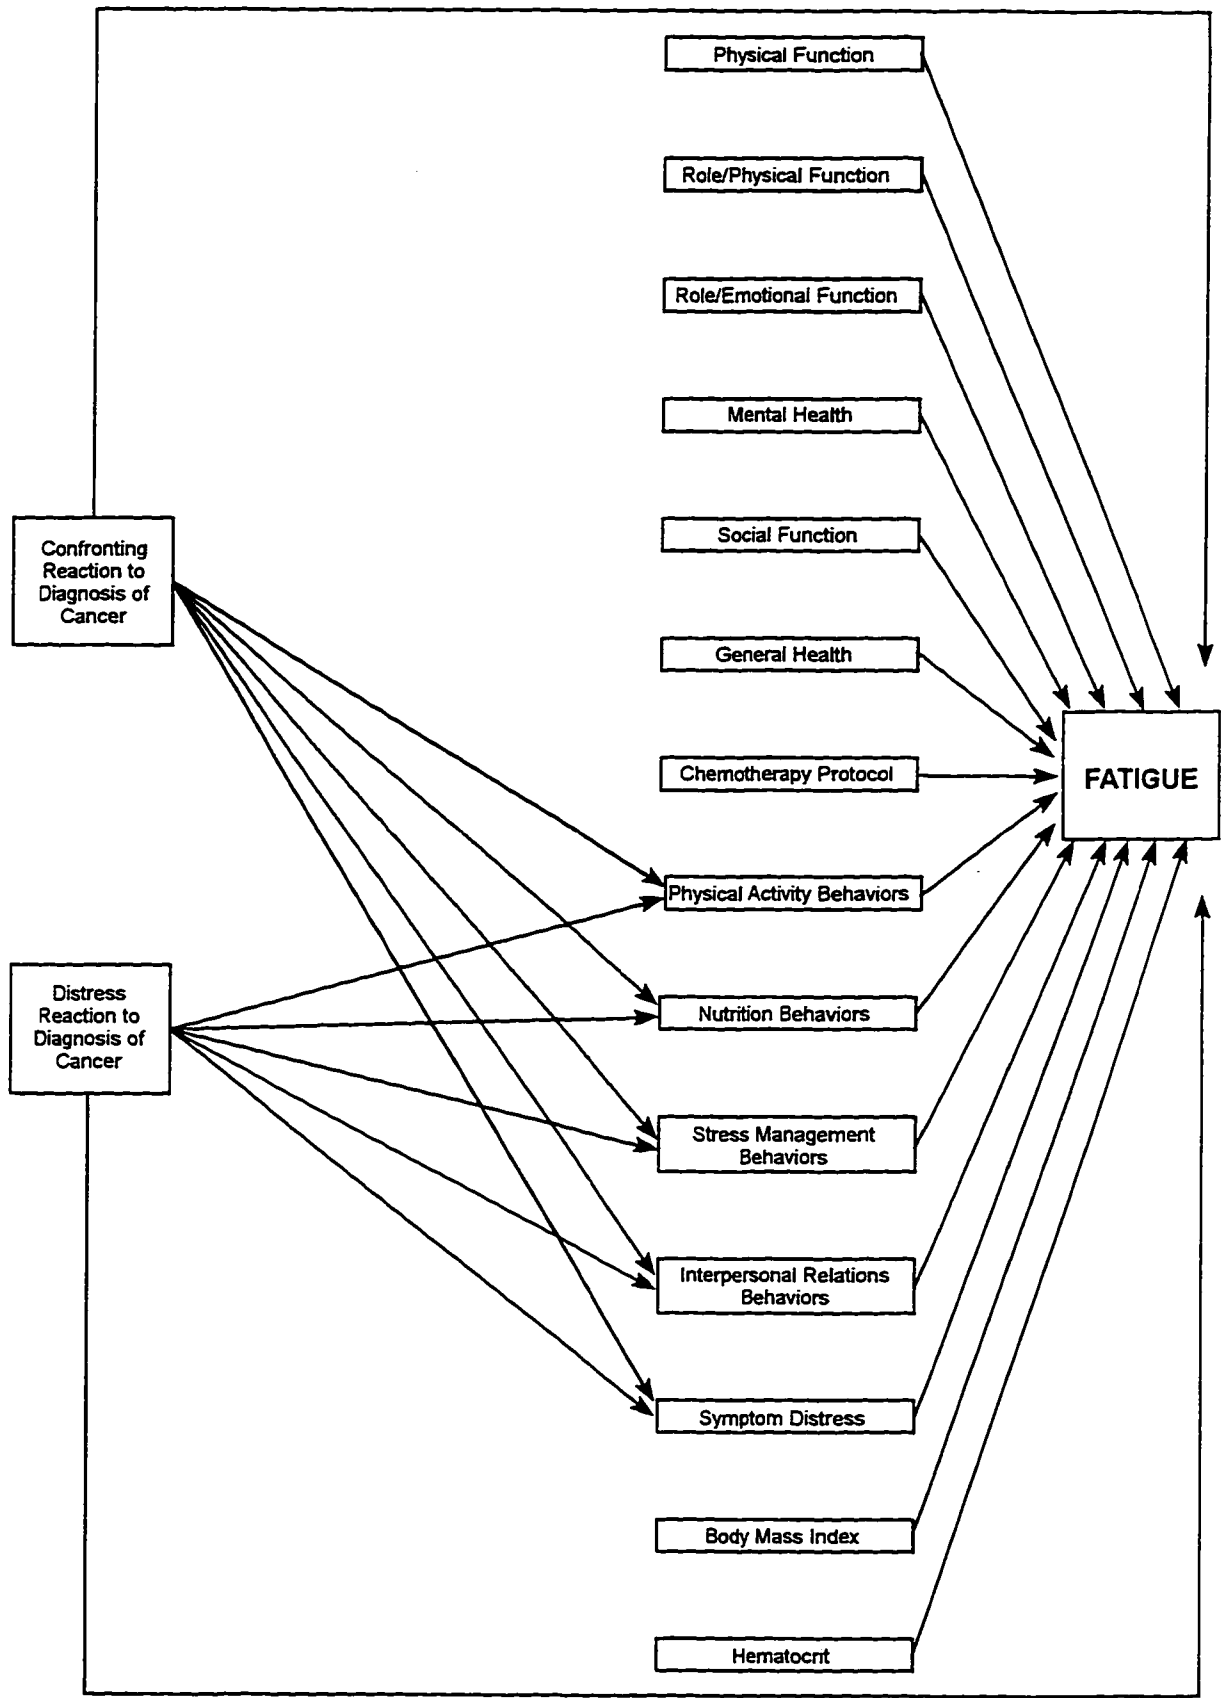 Physical Function
Role/Physical Function
Role/Emotional Function
Mental Health
Social Function
General Health
Chemotherapy Protocol
Physical Activity Behaviors
Nutrition Behaviors
Stress Management
Behaviors
Interpersonal Relations
Behaviors
Symptom Distress
Body Mass Index
Hematocrit
Confronting
Reaction to
Diagnosis of
Cancer
Distress
Reaction to
Diagnosis of
Cancer
FATIGUE